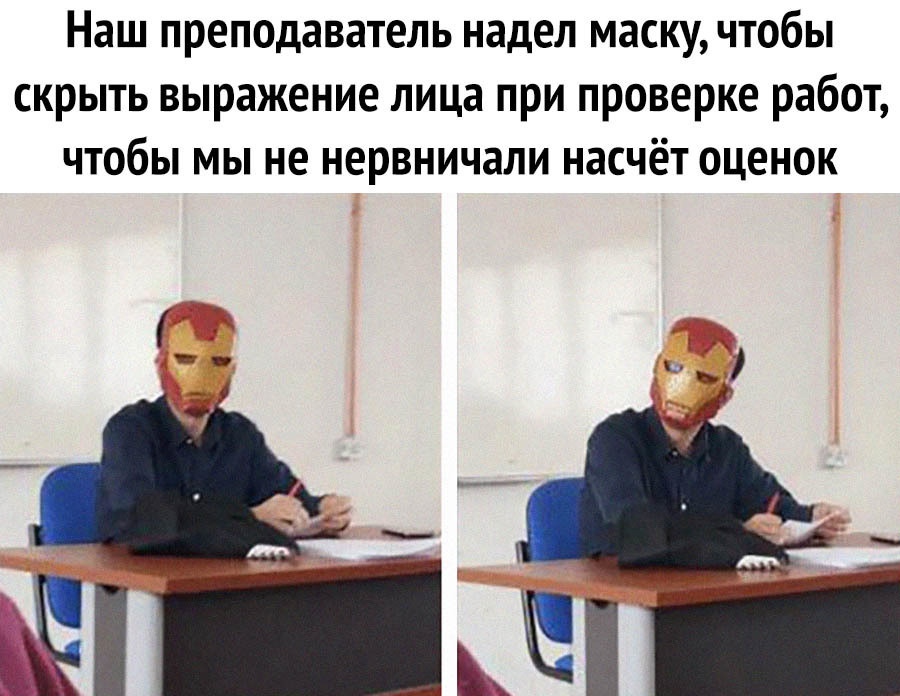 Наш преподаватель надел маску, чтобы
скрыть выражение лица при проверке работ,
чтобы мы не нервничали насчёт оценок